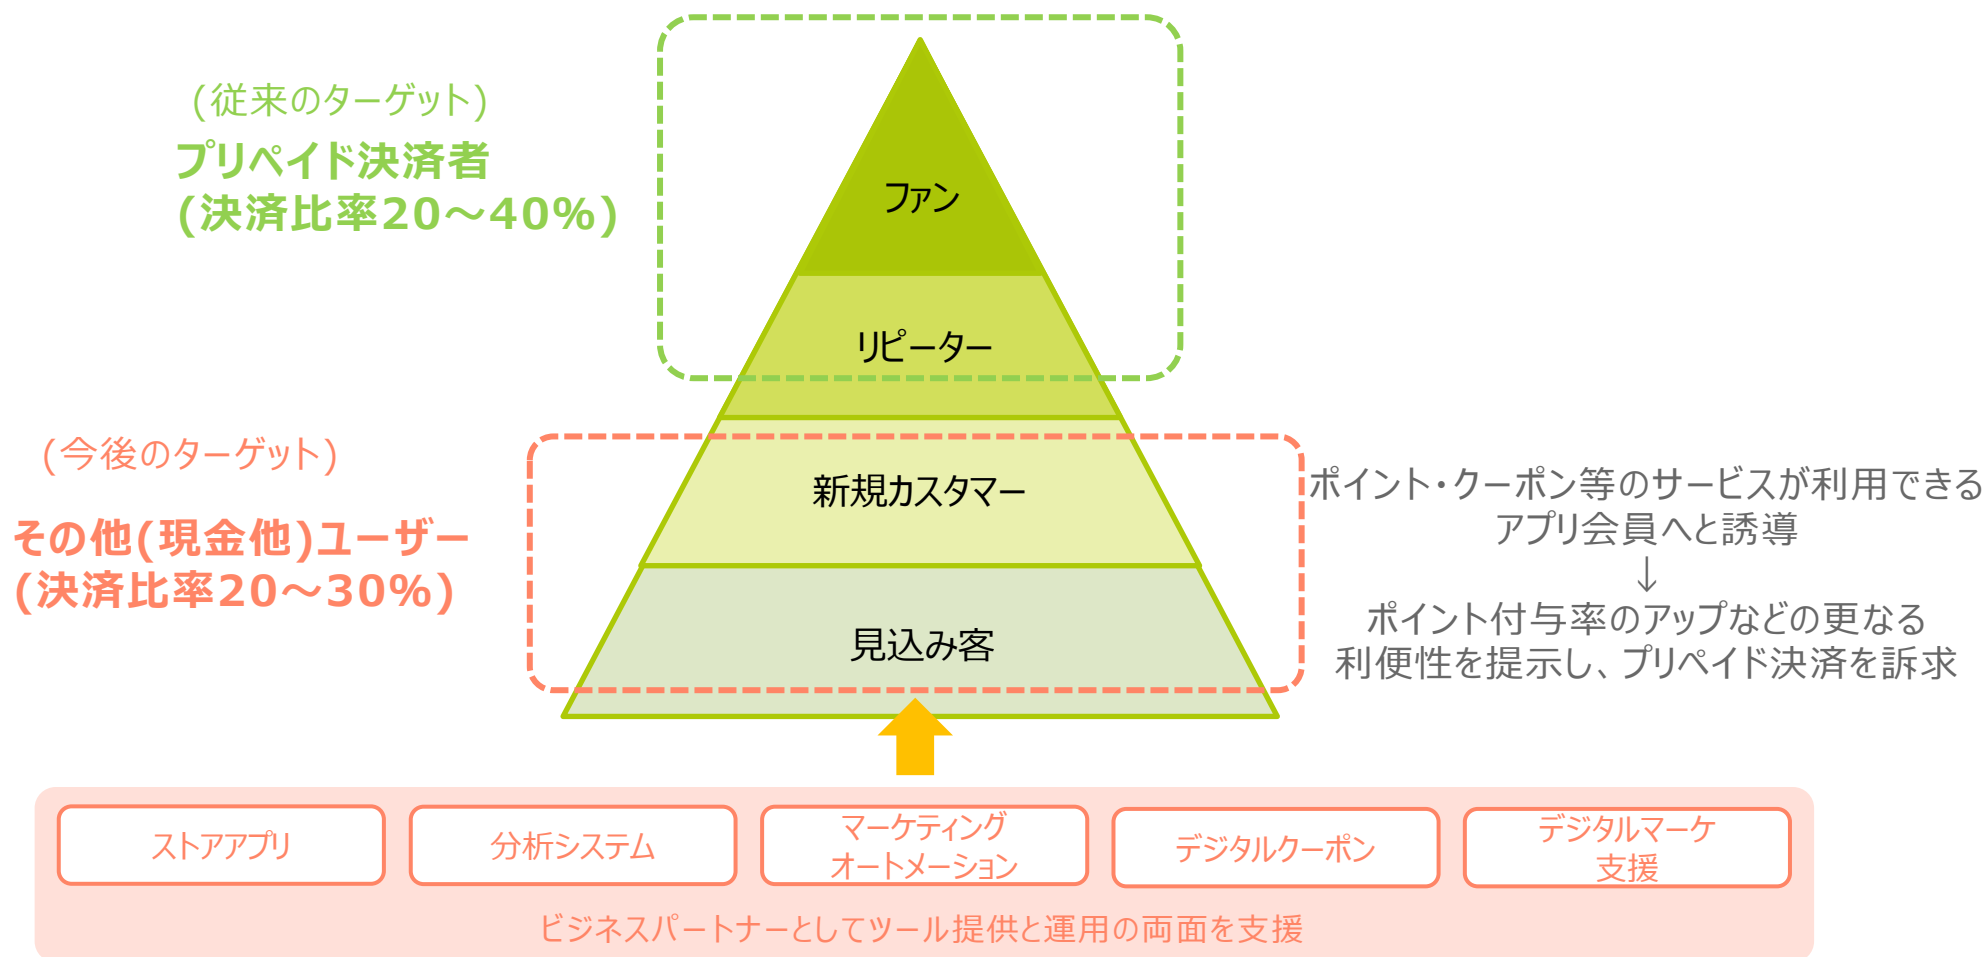 (従来のターゲット)
プリペイド決済者
(決済比率20～40%)
ファン
リピーター
(今後のターゲット)
その他(現金他)ユーザー
(決済比率20～30%)
新規カスタマー
見込み客
ポイント・クーポン等のサービスが利用できる
アプリ会員へと誘導
↓
ポイント付与率のアップなどの更なる
利便性を提示し、プリペイド決済を訴求
ストアアプリ
分析システム
マーケティング
オートメーション
デジタルクーポン
デジタルマーケ
支援
ビジネスパートナーとしてツール提供と運用の両面を支援